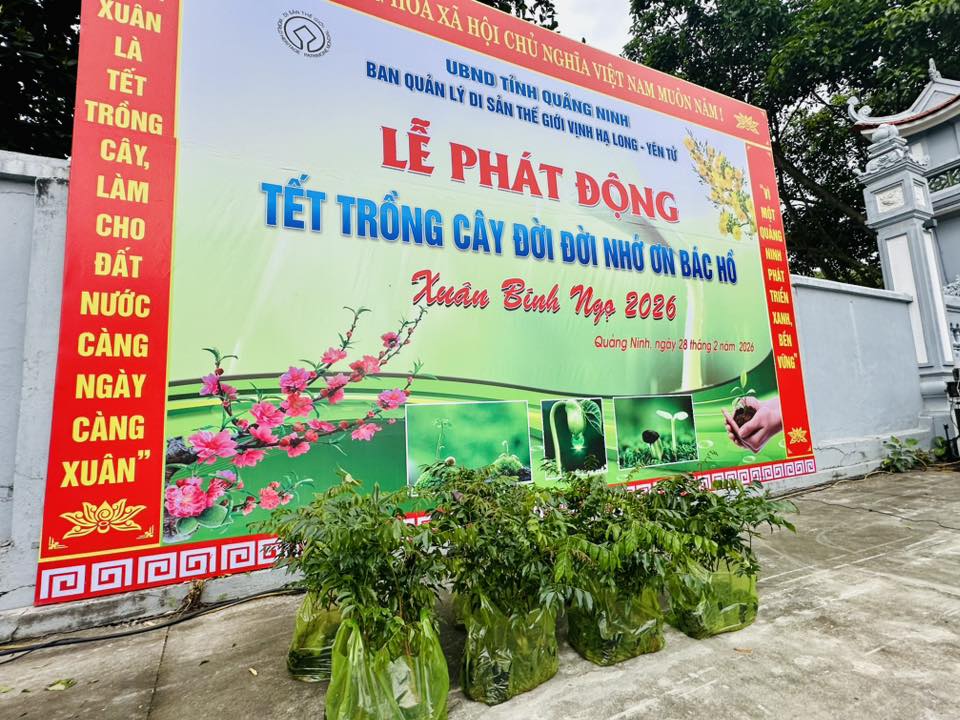 HÒA XÃ HỘI CHỦ NGHĨA VIỆT NAM MUÔN NĂM !
UBND TỈNH QUẢNG NINH
BAN QUẢN LÝ DI SẢN THẾ GIỚI VỊNH HẠ LONG - YÊN TỬ
LỄ PHÁT ĐỘNG
TẾT TRỒNG CÂY ĐỜI ĐỜI NHỚ ƠN BÁC HỒ
Xuân Bính Ngọ 2026
Quảng Ninh, ngày 28 tháng 2 năm 2026
XUÂN
LÀ
TẾT
TRỒNG
CÂY,
LÀM
CHO
ĐẤT
NƯỚC
CÀNG
NGÀY
CÀNG
XUÂN”
"VÌ
MỘT
QUẢNG
NINH
PHÁT
TRIỂN
XANH,
BỀN
VỮNG"